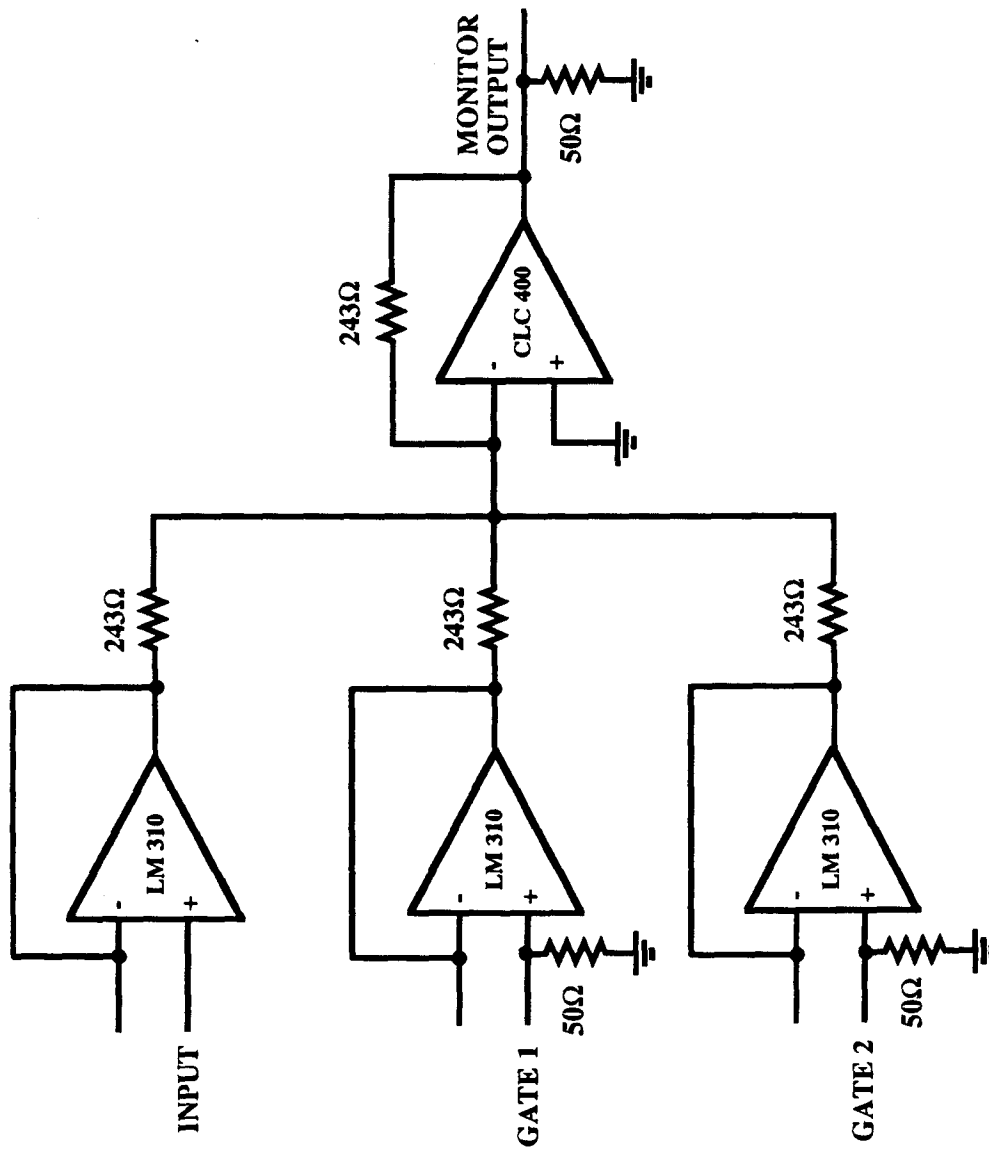 INPUT
-
+
LM 310
243Ω
GATE 1
50Ω
-
+
LM 310
243Ω
GATE 2
50Ω
-
+
LM 310
243Ω
243Ω
-
+
CLC 400
MONITOR
OUTPUT
50Ω